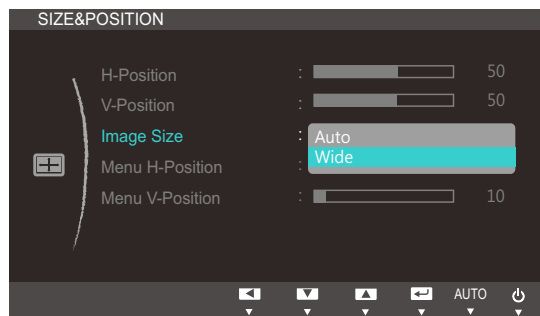 SIZE&POSITION
H-Position : 50
V-Position : 50
Image Size : Auto
Wide
Menu H-Position :
Menu V-Position : 10
AUTO